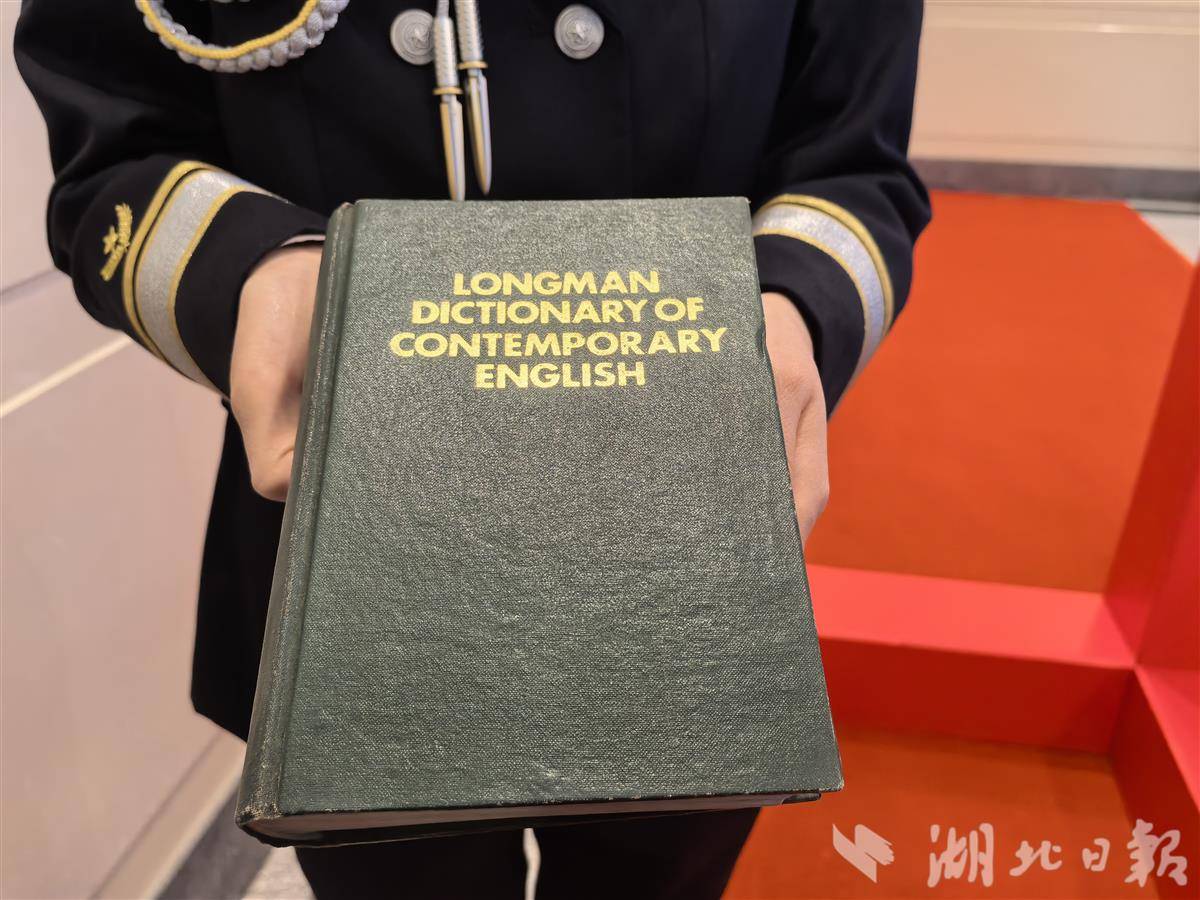 LONGMAN
DICTIONARY OF
CONTEMPORARY
ENGLISH
湖北日報